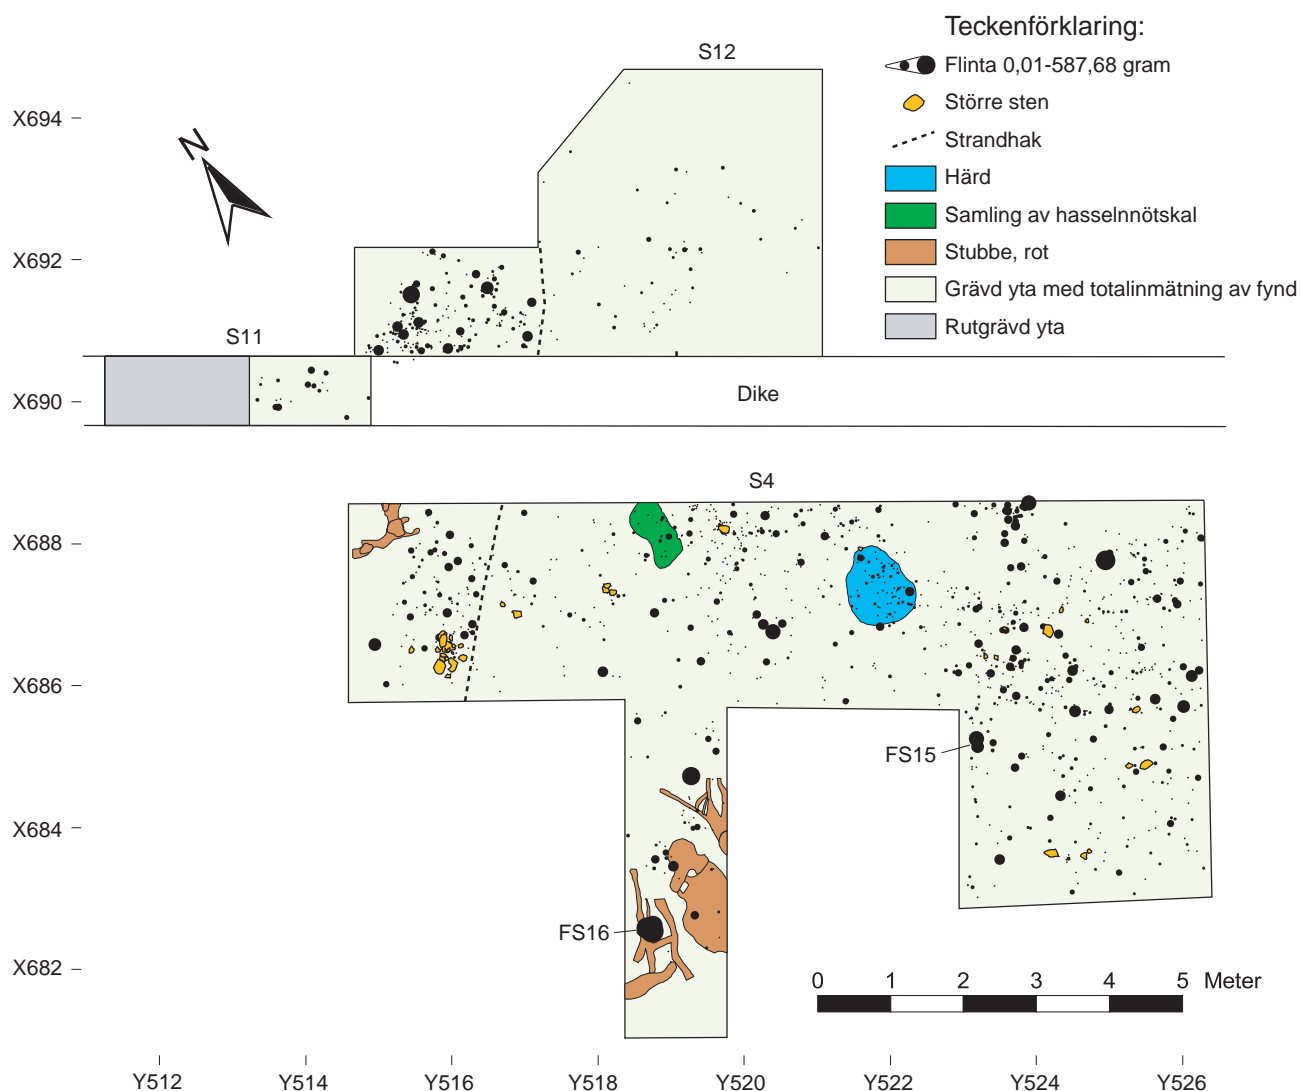 Teckenförklaring:
Flinta 0,01-587,68 gram
Större sten
Strandhak
Härd
Samling av hasselnnötskal
Stubbe, rot
Grävd yta med totalinmätning av fynd
Rutgrävd yta
S12
X694
N
X692
S11
X690
Dike
S4
X688
X686
FS15
X684
FS16
X682
0 1 2 3 4 5 Meter
Y512 Y514 Y516 Y518 Y520 Y522 Y524 Y526